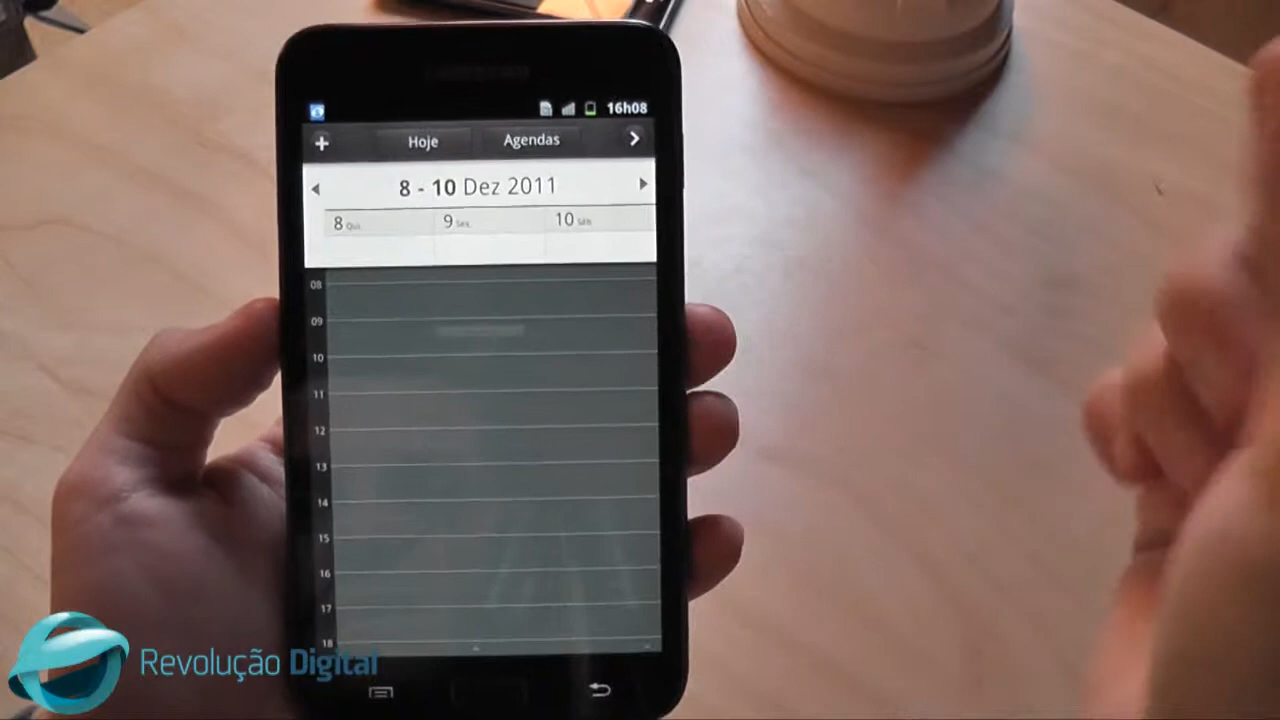 16h08
+ Hoje Agendas >
8 - 10 Dez 2011
8 Qui 9 Sex 10 Sáb
08
09
10
11
12
13
14
15
16
17
18
Revolução Digital